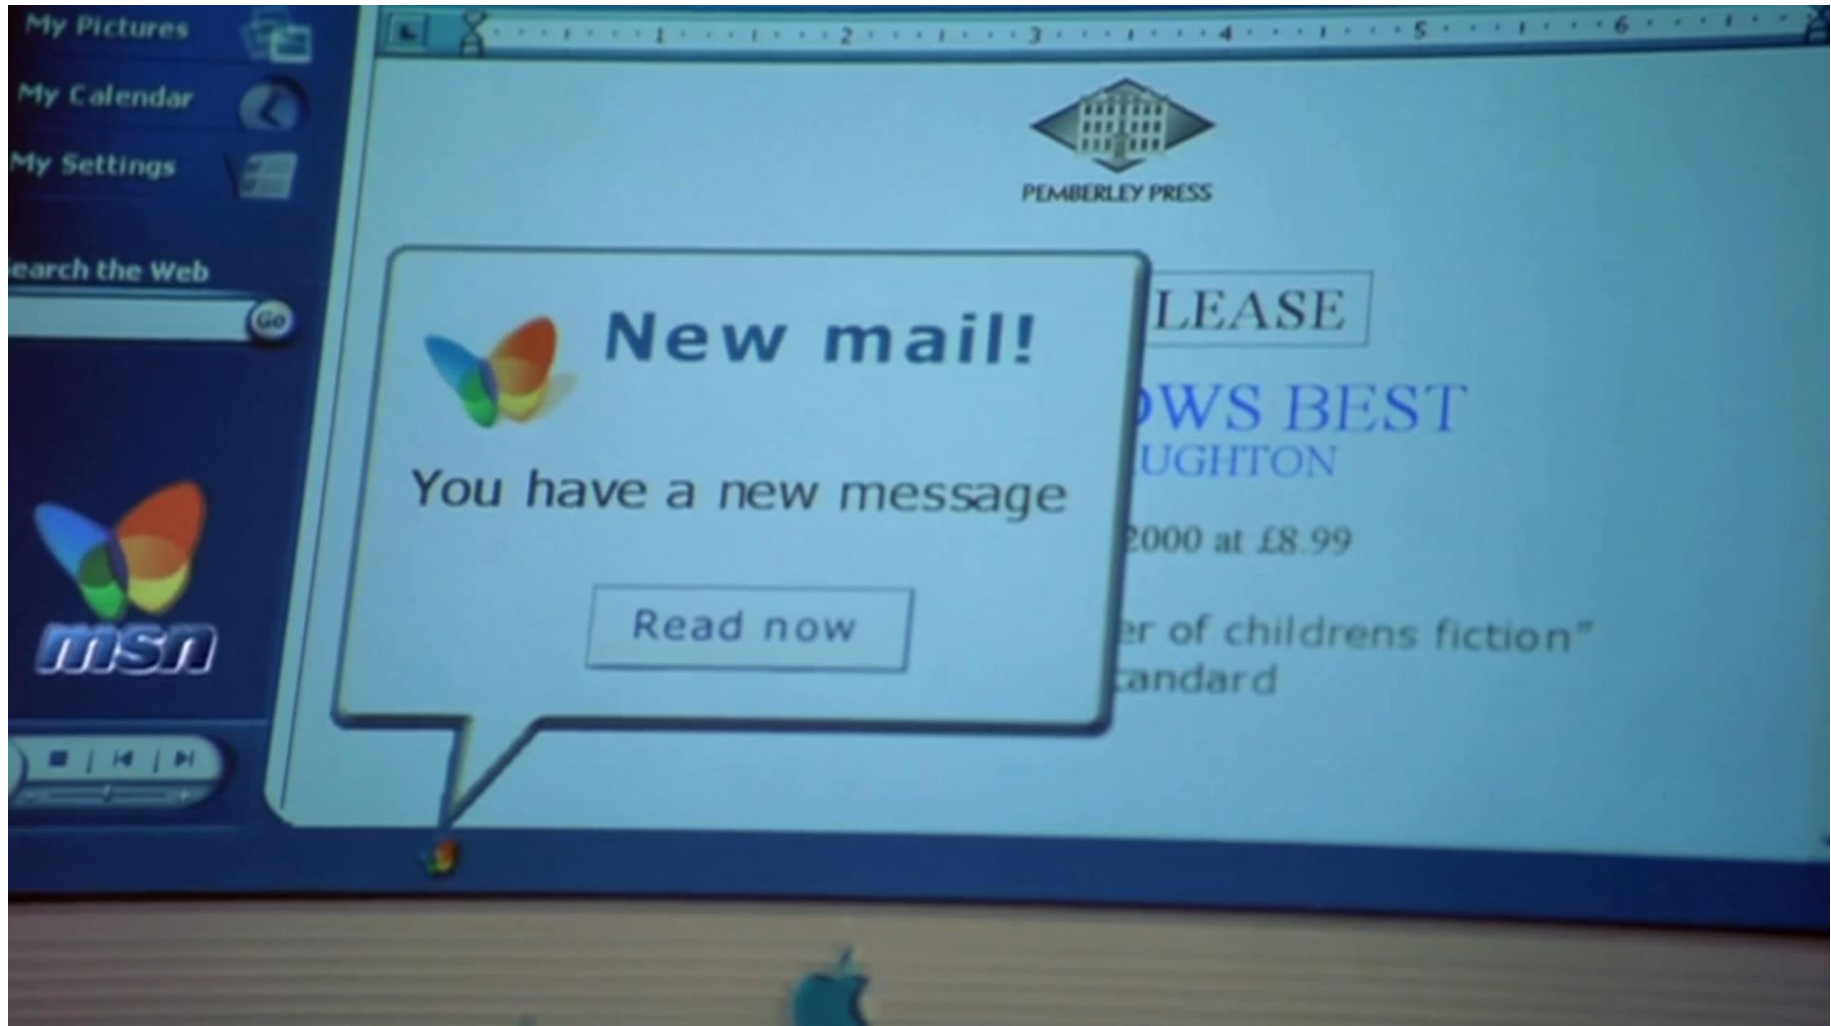 My Pictures
My Calendar
My Settings
earch the Web
Go
msn
1 2 3 4 5 6
PEMBERLEY PRESS
LEASE
OWS BEST
UGHTON
2000 at £8.99
er of childrens fiction"
tandard
New mail!
You have a new message
Read now